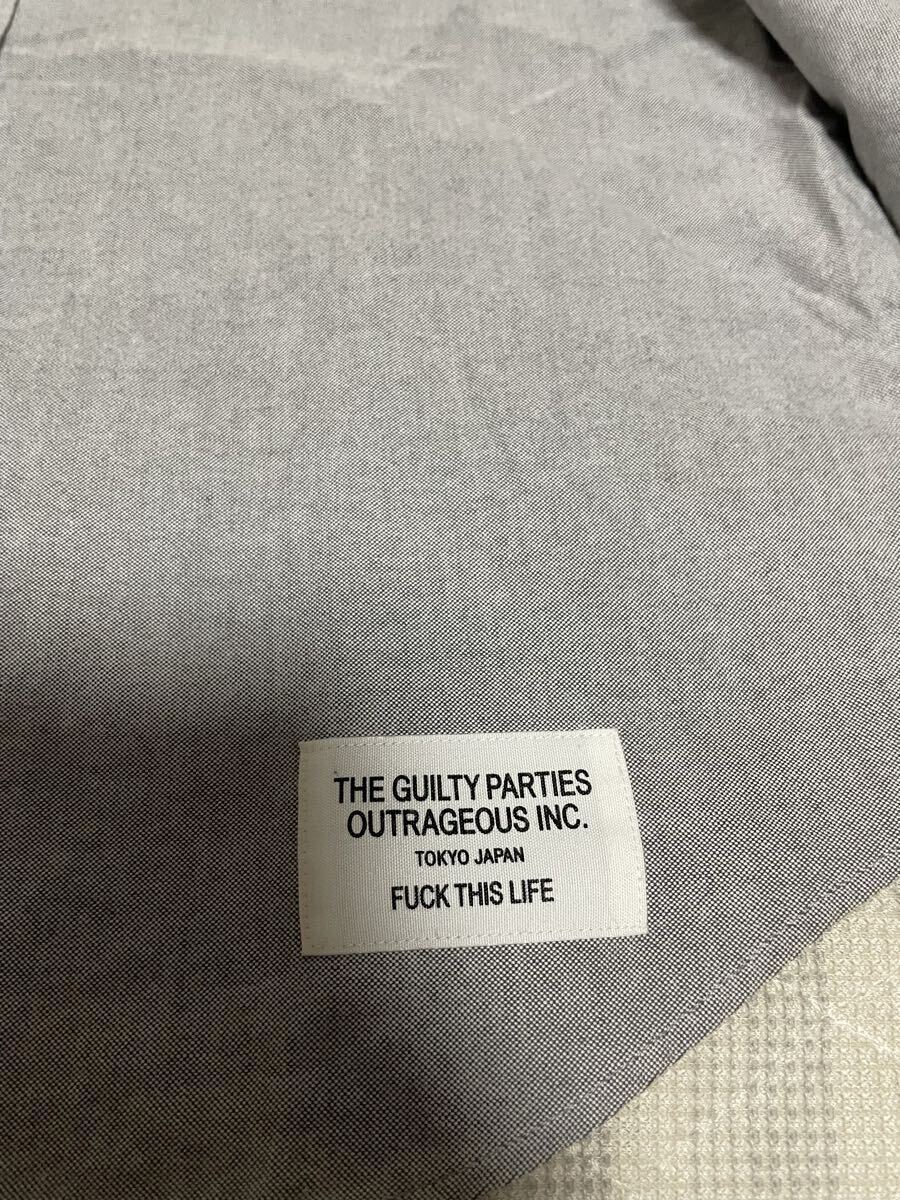 THE GUILTY PARTIES
OUTRAGEOUS INC.
TOKYO JAPAN
FUCK THIS LIFE